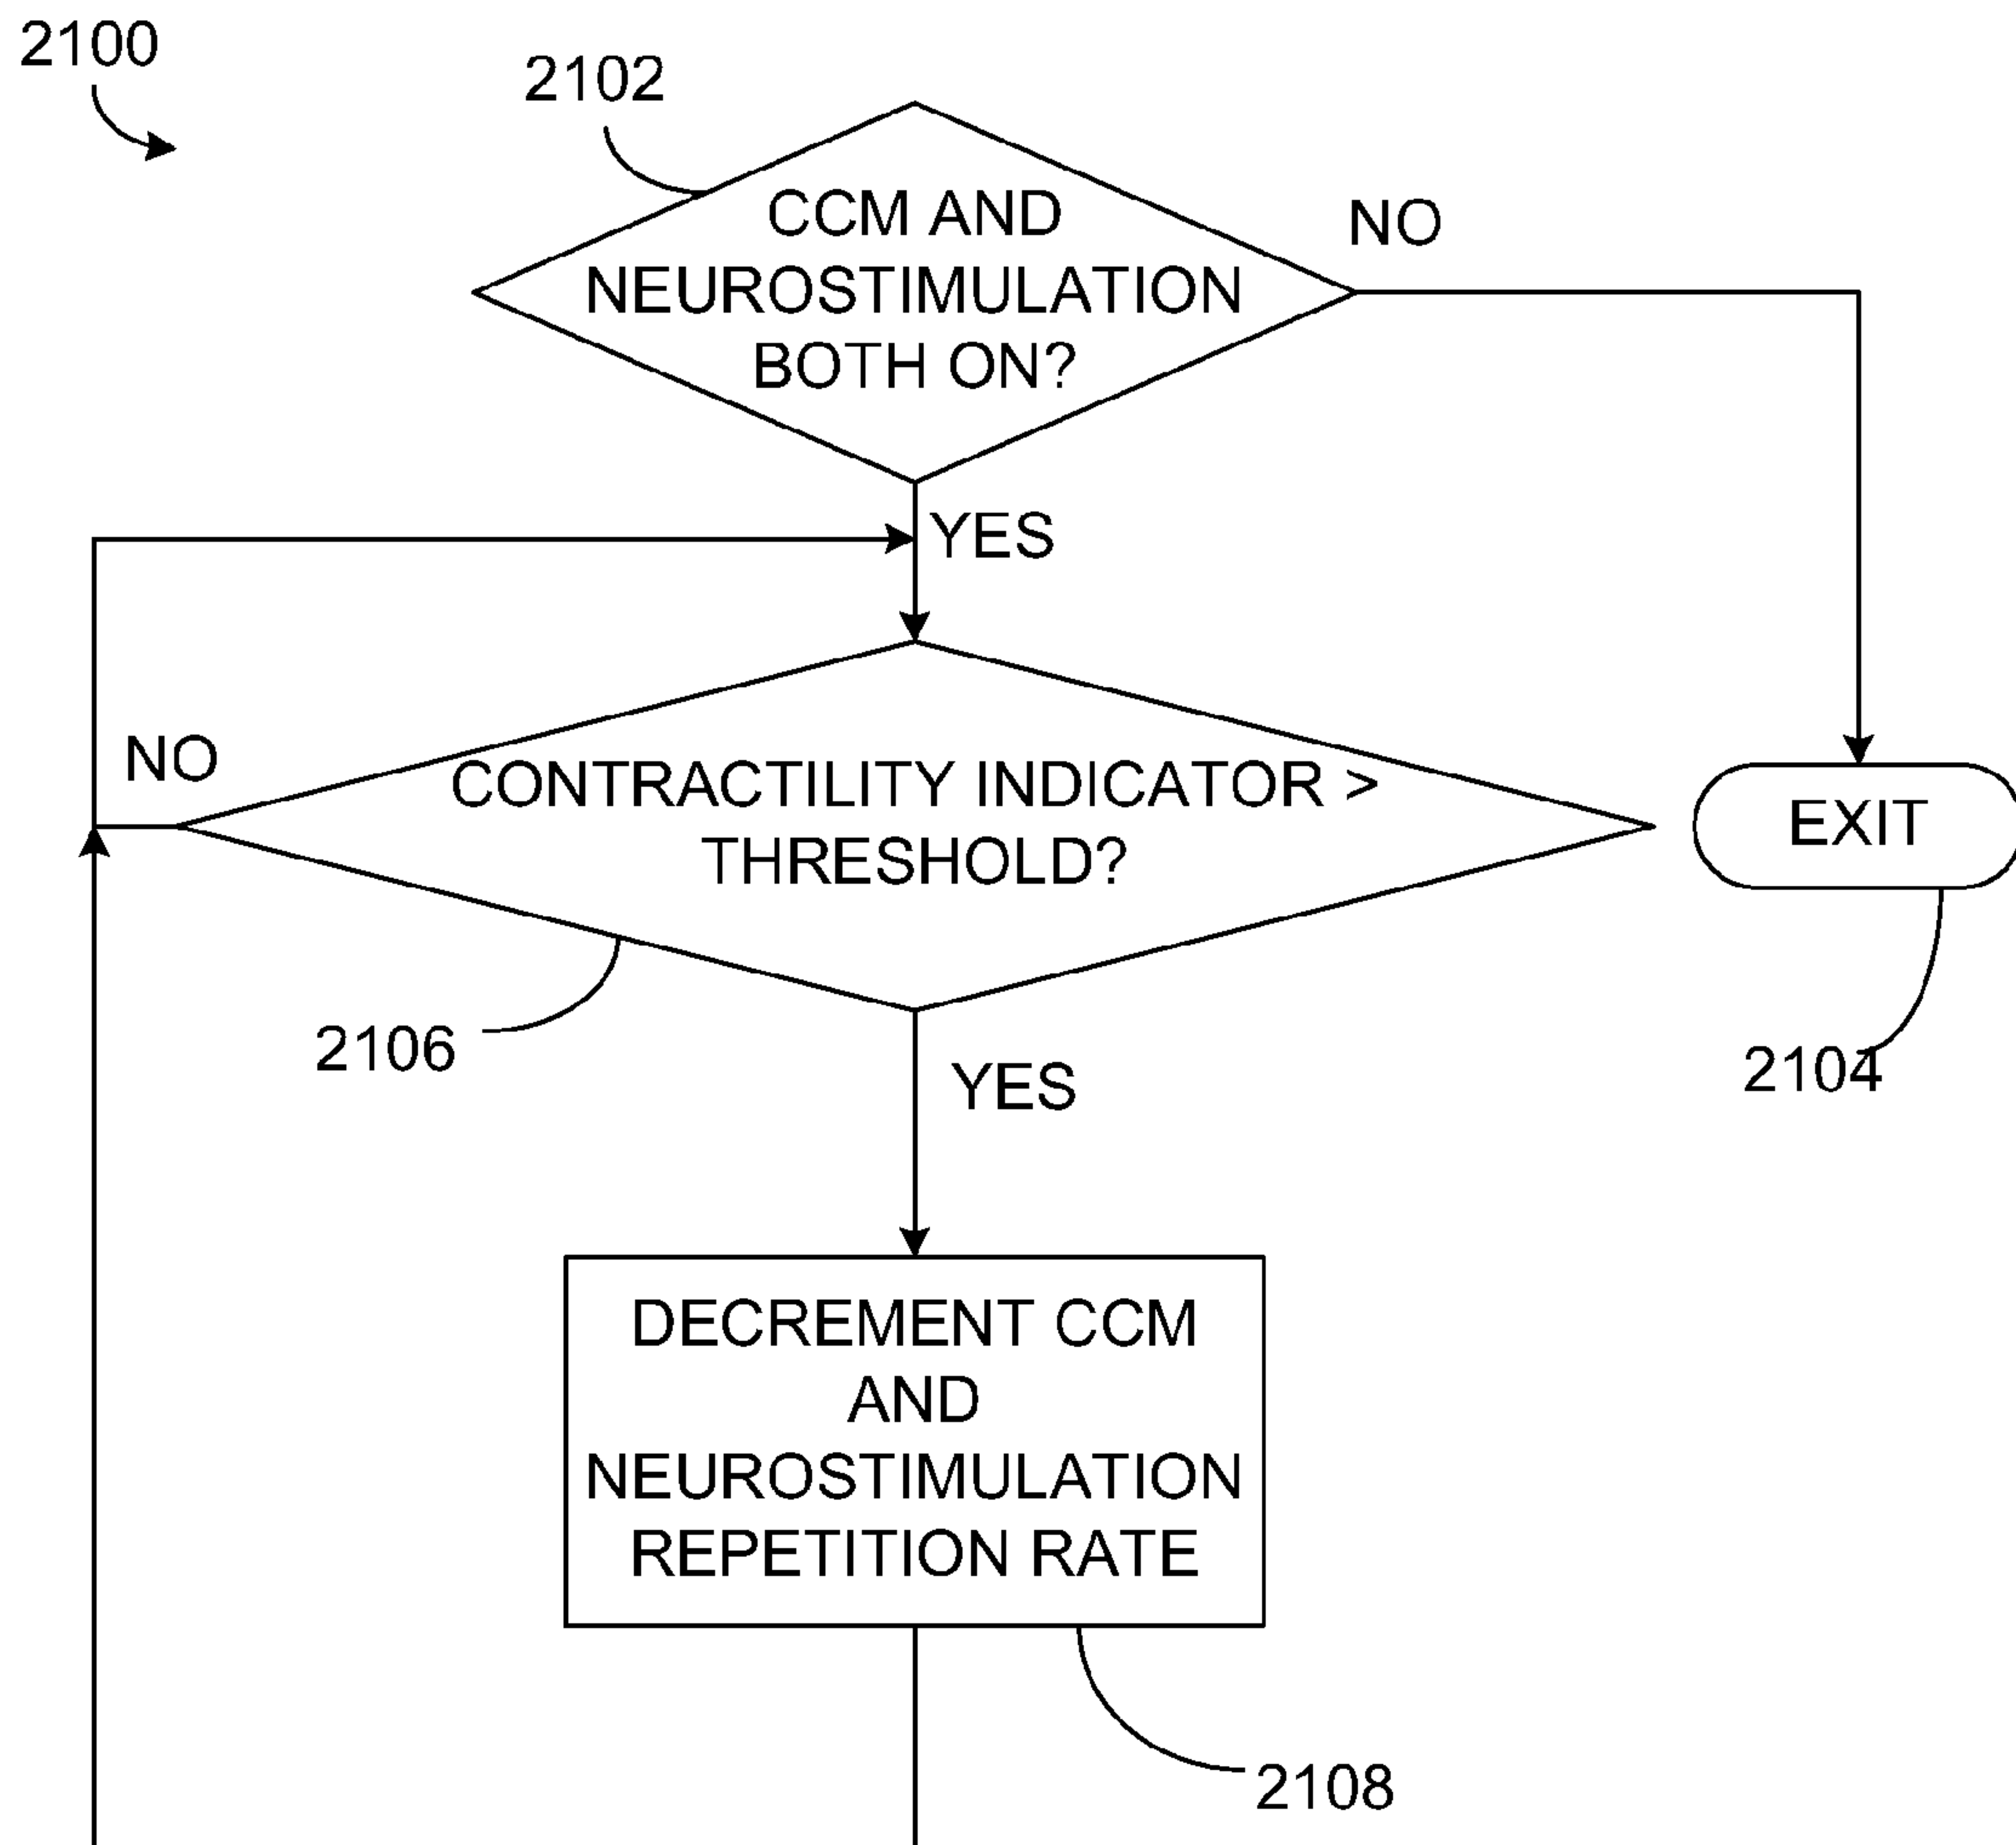 2100
2102
CCM AND
NEUROSTIMULATION
BOTH ON?
NO
YES
NO
CONTRACTILITY INDICATOR >
THRESHOLD?
EXIT
2106
2104
YES
DECREMENT CCM
AND
NEUROSTIMULATION
REPETITION RATE
2108